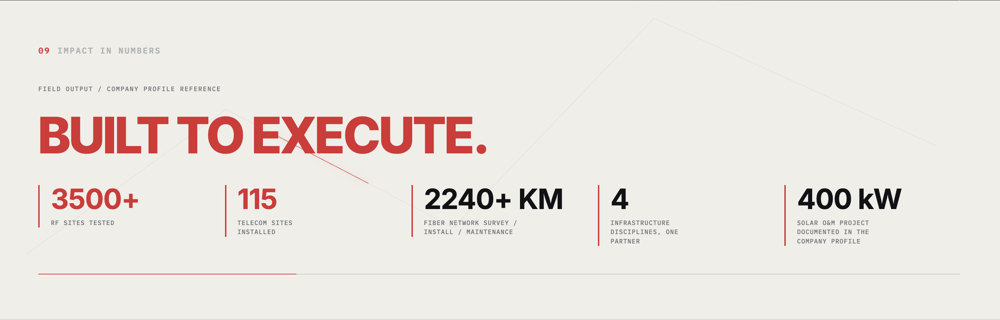 09 IMPACT IN NUMBERS
FIELD OUTPUT / COMPANY PROFILE REFERENCE
BUILT TO EXECUTE.
3500+
RF SITES TESTED
115
TELECOM SITES
INSTALLED
2240+ KM
FIBER NETWORK SURVEY /
INSTALL / MAINTENANCE
4
INFRASTRUCTURE
DISCIPLINES, ONE
PARTNER
400 kW
SOLAR O&M PROJECT
DOCUMENTED IN THE
COMPANY PROFILE